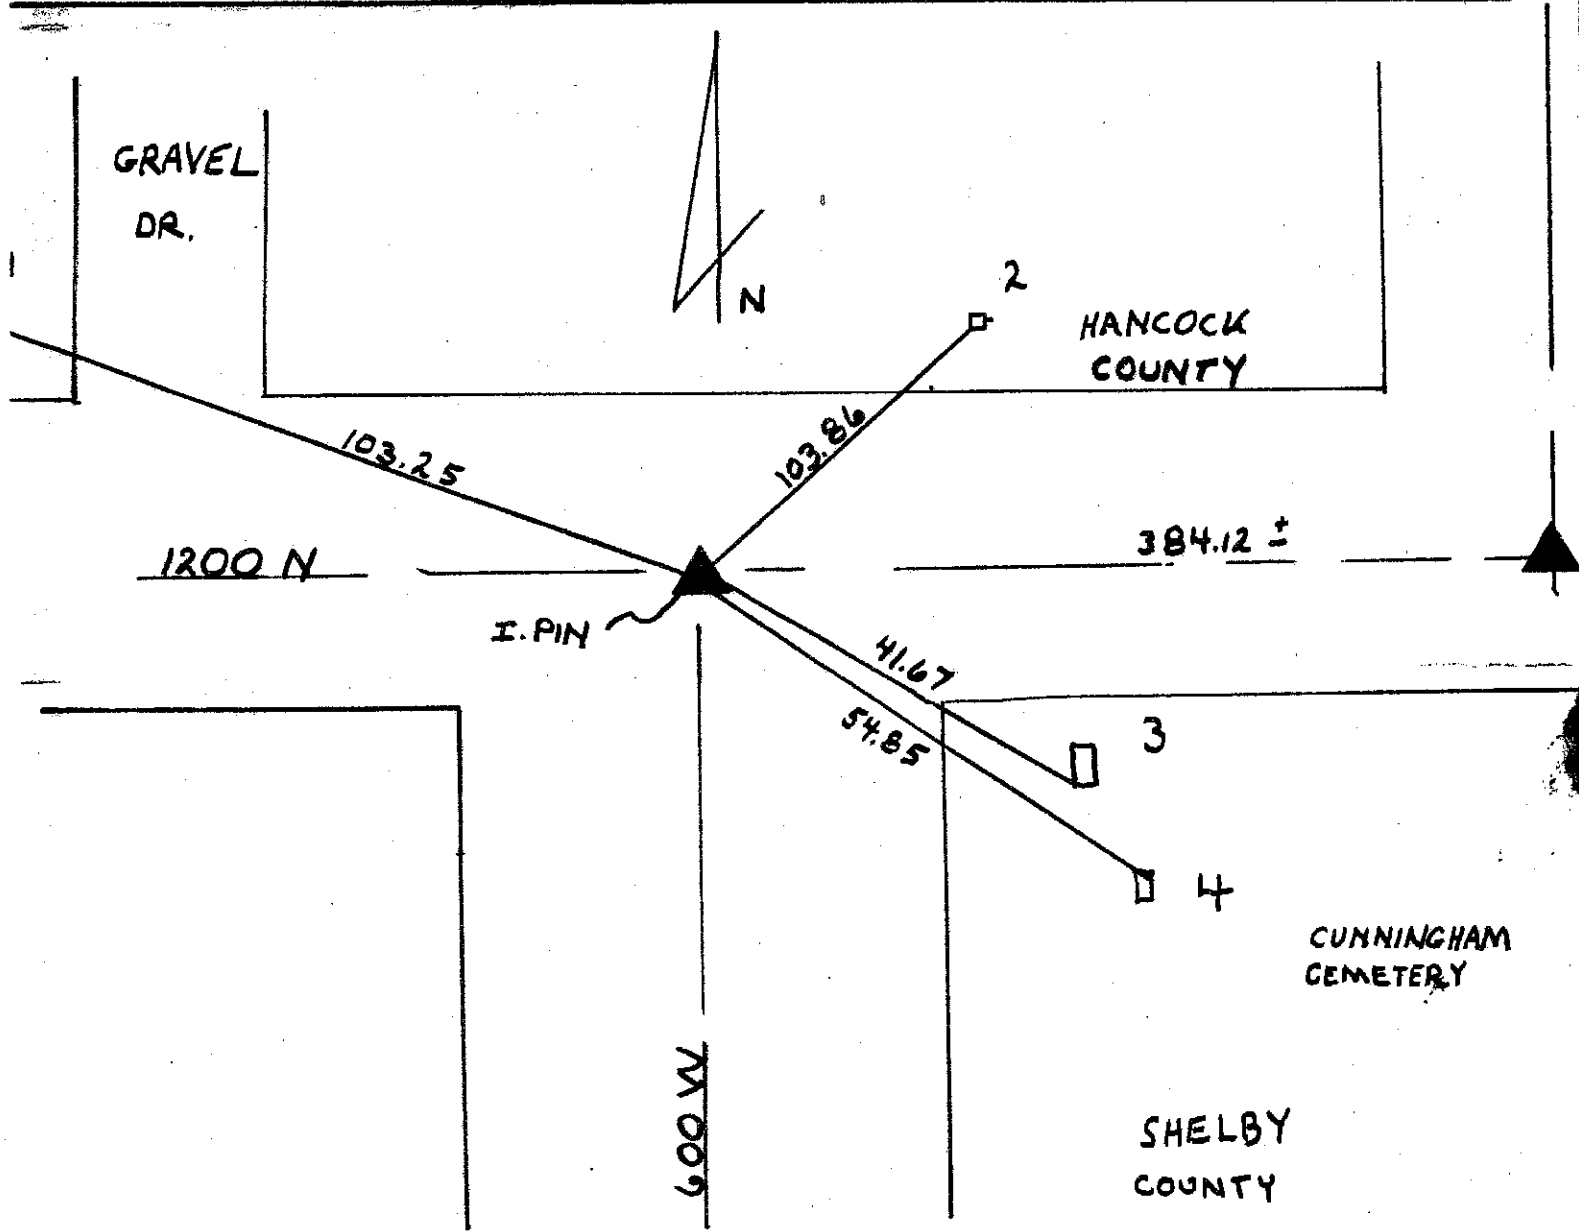 GRAVEL
DR.
N
2
HANCOCK
COUNTY
103.25
103.86
1200 N
384.12 ±
I. PIN
41.67
54.85
3
4
CUNNINGHAM
CEMETERY
600 W
SHELBY
COUNTY